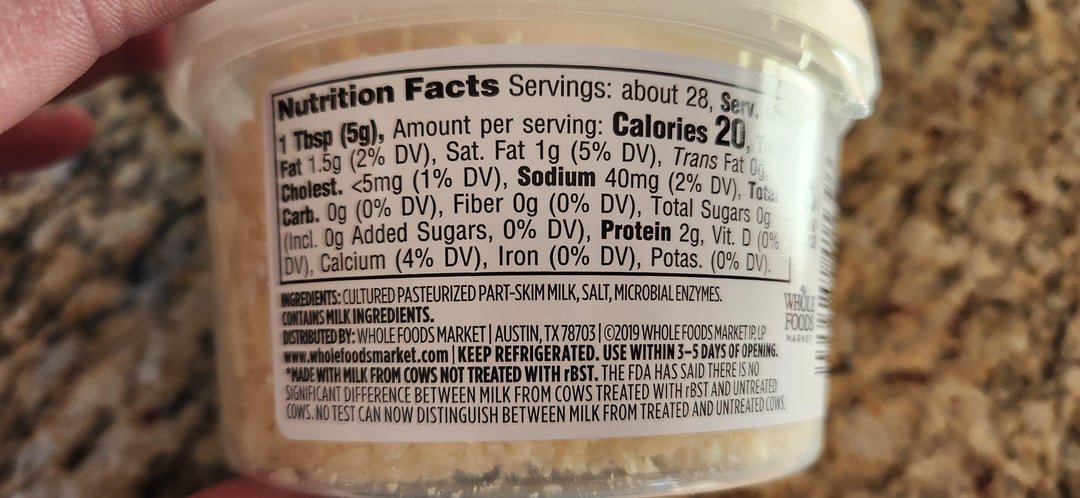 Nutrition Facts Servings: about 28, Serv.
1 Tbsp (5g), Amount per serving: Calories 20,
Fat 1.5g (2% DV), Sat. Fat 1g (5% DV), Trans Fat 0g,
Cholest. <5mg (1% DV), Sodium 40mg (2% DV), Total
Carb. 0g (0% DV), Fiber 0g (0% DV), Total Sugars 0g
(Incl. 0g Added Sugars, 0% DV), Protein 2g, Vit. D (0%
DV), Calcium (4% DV), Iron (0% DV), Potas. (0% DV).
INGREDIENTS: CULTURED PASTEURIZED PART-SKIM MILK, SALT, MICROBIAL ENZYMES.
CONTAINS MILK INGREDIENTS.
DISTRIBUTED BY: WHOLE FOODS MARKET | AUSTIN, TX 78703 | ©2019 WHOLE FOODS MARKET IP, LP
www.wholefoodsmarket.com | KEEP REFRIGERATED. USE WITHIN 3-5 DAYS OF OPENING.
*MADE WITH MILK FROM COWS NOT TREATED WITH rBST. THE FDA HAS SAID THERE IS NO
SIGNIFICANT DIFFERENCE BETWEEN MILK FROM COWS TREATED WITH rBST AND UNTREATED
COWS. NO TEST CAN NOW DISTINGUISH BETWEEN MILK FROM TREATED AND UNTREATED COWS.
WHOLE
FOODS
MARKET